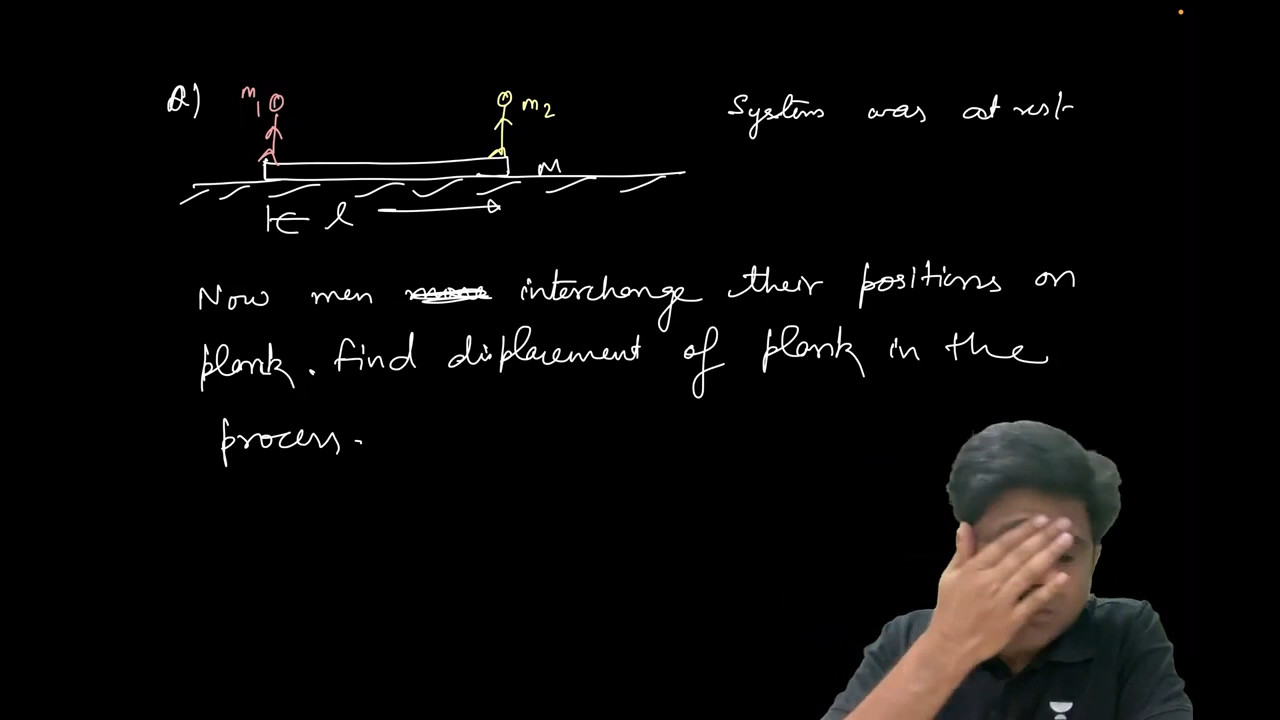 Q) m1 m2 System was at rest
M
l
Now men interchange their positions on
plank. find displacement of plank in the
process.